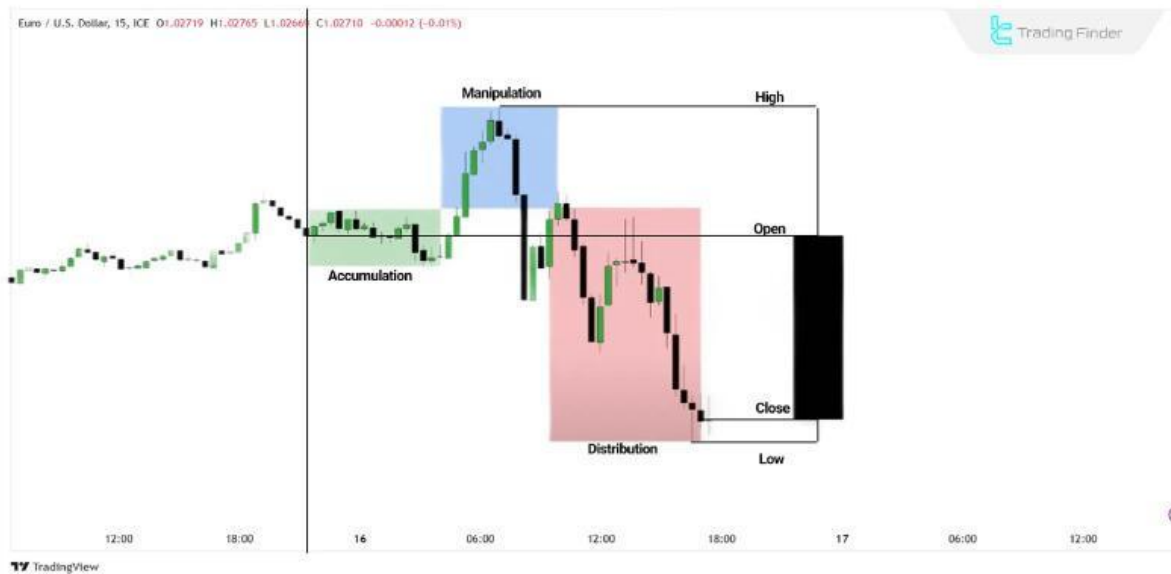 Euro / U.S. Dollar, 15, ICE O1.02719 H1.02765 L1.02669 C1.02710 -0.00012 (-0.01%)
Trading Finder
Manipulation
High
Open
Accumulation
Close
Distribution
Low
12:00 18:00 16 06:00 12:00 18:00 17 06:00 12:00
TradingView